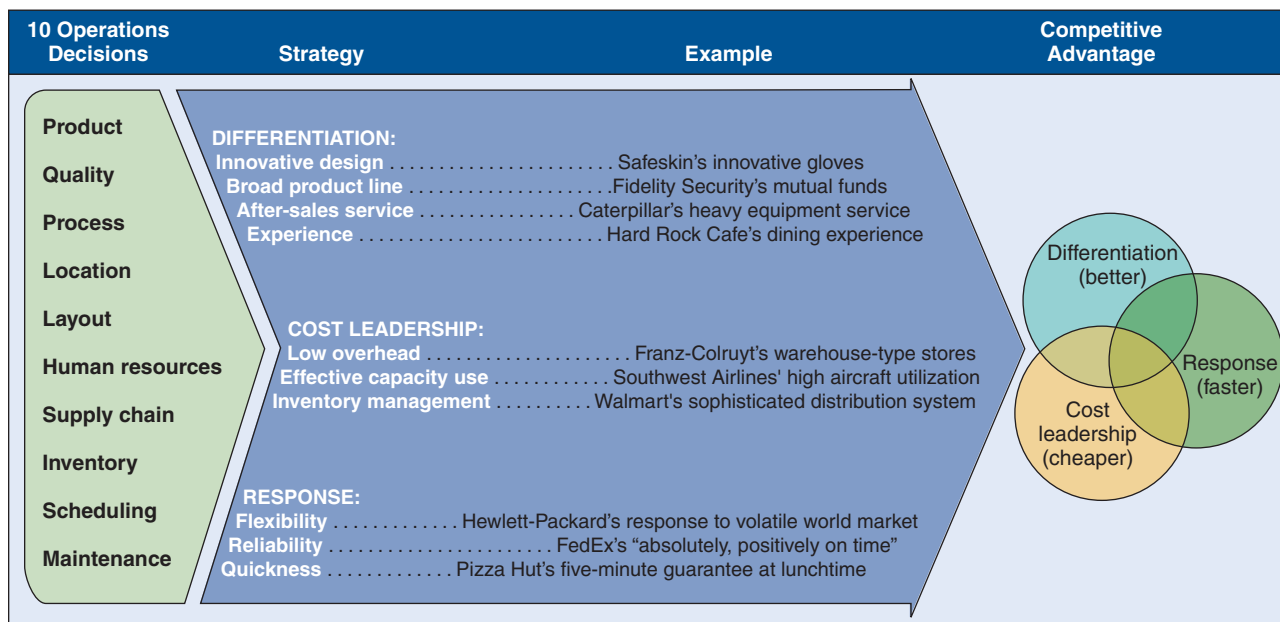 10 Operations
Decisions
Strategy
Example
Competitive
Advantage
Product
Quality
Process
Location
Layout
Human resources
Supply chain
Inventory
Scheduling
Maintenance
DIFFERENTIATION:
Innovative design . . . . . . . . . . . . . . . . . . . . . . . . Safeskin's innovative gloves
Broad product line . . . . . . . . . . . . . . . . . . . . . .Fidelity Security's mutual funds
After-sales service . . . . . . . . . . . . . . . . Caterpillar's heavy equipment service
Experience . . . . . . . . . . . . . . . . . . . . . . . . . Hard Rock Cafe's dining experience
COST LEADERSHIP:
Low overhead . . . . . . . . . . . . . . . . . . . . . Franz-Colruyt's warehouse-type stores
Effective capacity use . . . . . . . . . . . . Southwest Airlines' high aircraft utilization
Inventory management . . . . . . . . . . Walmart's sophisticated distribution system
RESPONSE:
Flexibility . . . . . . . . . . . . . Hewlett-Packard's response to volatile world market
Reliability . . . . . . . . . . . . . . . . . . . . . . . . FedEx's “absolutely, positively on time”
Quickness . . . . . . . . . . . . . Pizza Hut's five-minute guarantee at lunchtime
Differentiation
(better)
Response
(faster)
Cost
leadership
(cheaper)